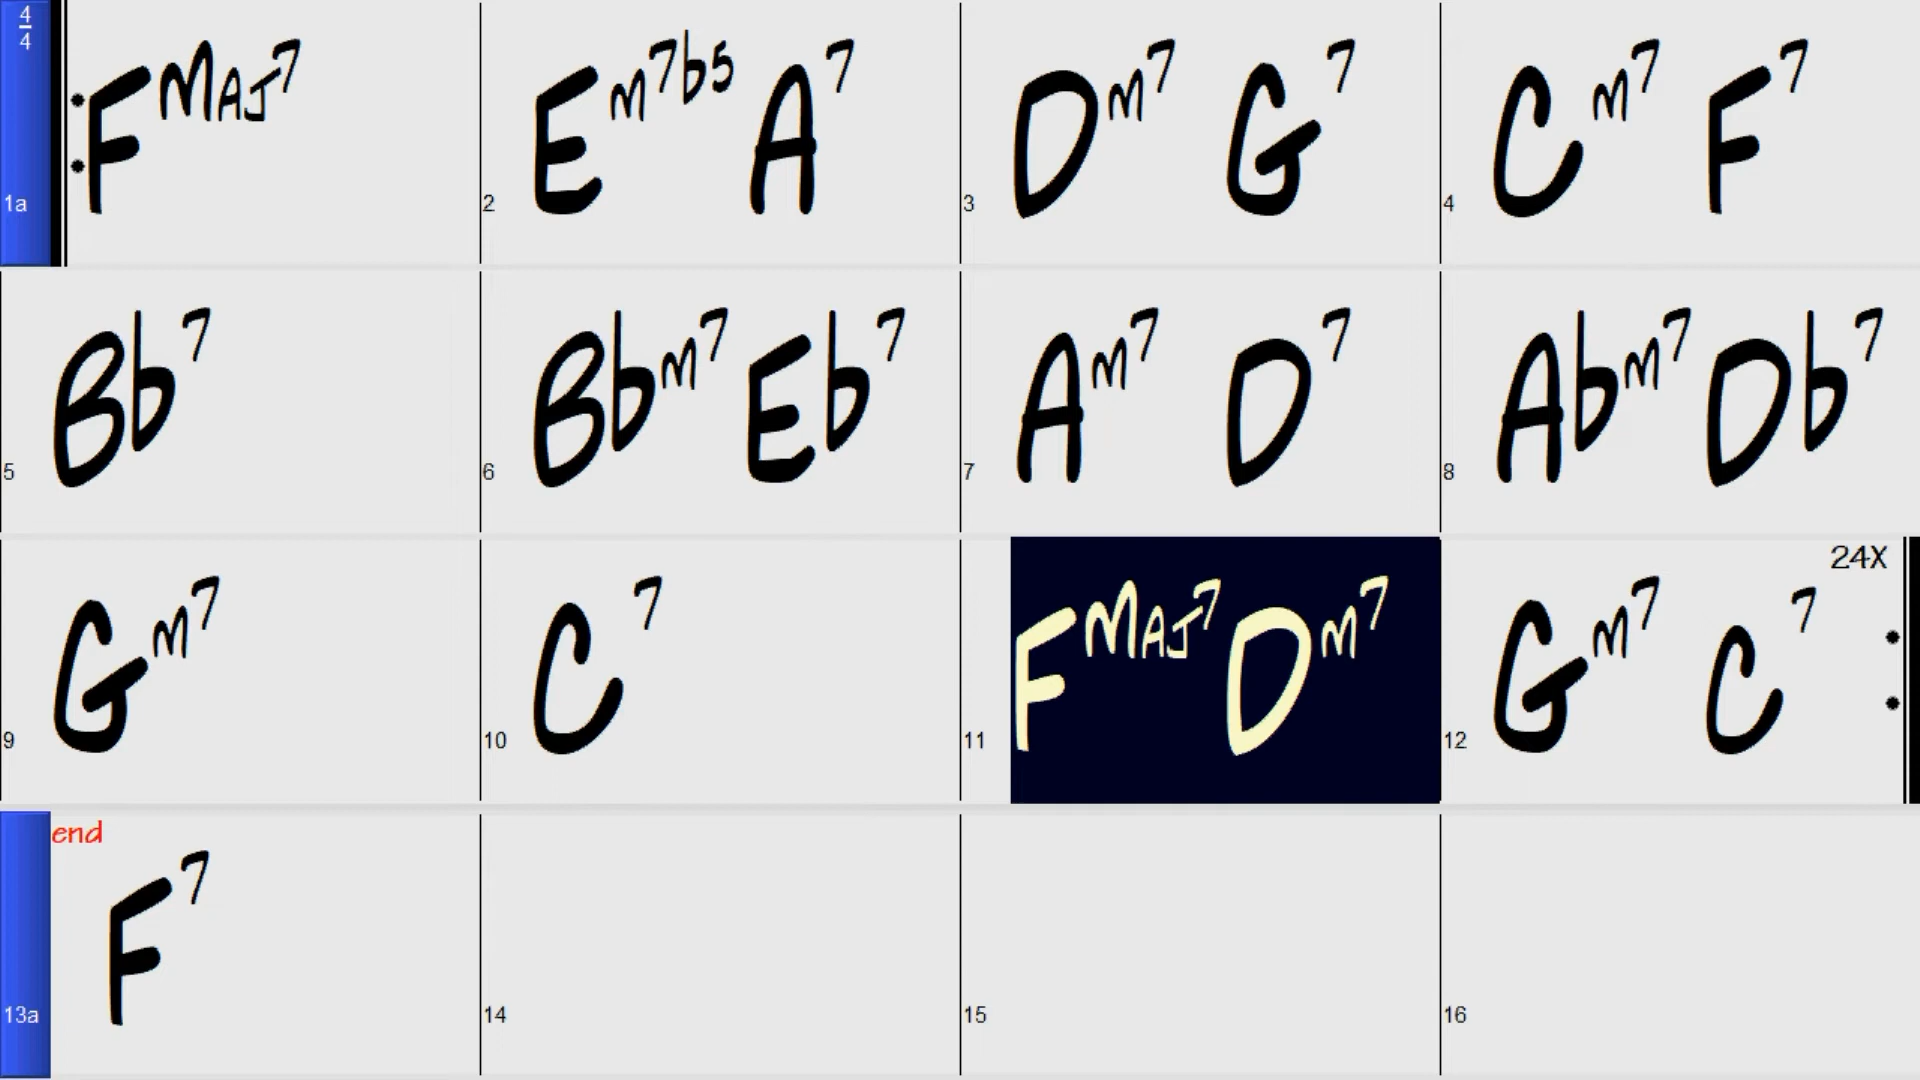 4
4
FMAJ7 Em7b5 A7 Dm7 G7 Cm7 F7
1a 2 3 4
Bb7 Bbm7 Eb7 Am7 D7 Abm7 Db7
5 6 7 8
24X
Gm7 C7 FMAJ7 Dm7 Gm7 C7
9 10 11 12
end
F7
13a 14 15 16